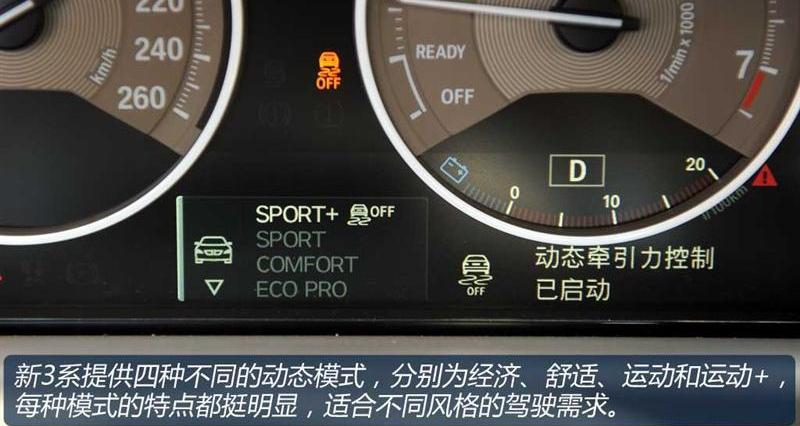 220
240
km/h
260
OFF
READY
OFF
1/min x 1000
7
D
0
10
20
l/100km
SPORT+ OFF
SPORT
COMFORT
ECO PRO
OFF
动态牵引力控制
已启动
新3系提供四种不同的动态模式，分别为经济、舒适、运动和运动+，
每种模式的特点都挺明显，适合不同风格的驾驶需求。